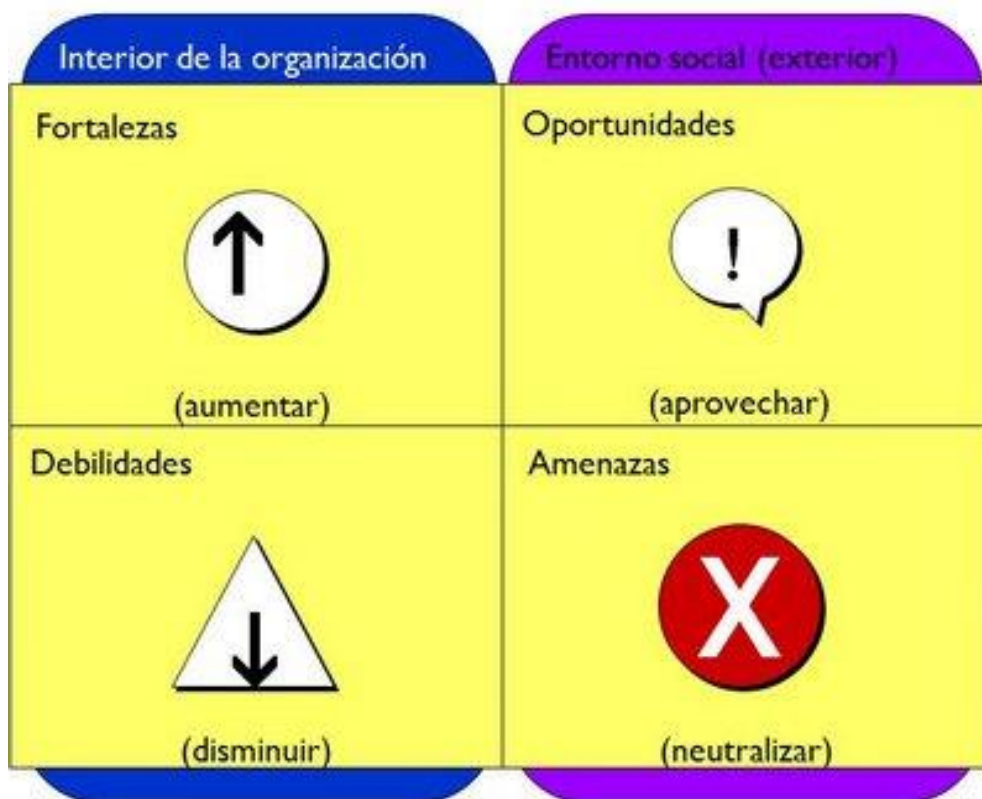 Interior de la organización
Entorno social (exterior)
Fortalezas
Oportunidades
!
(aumentar)
(aprovechar)
Debilidades
Amenazas
X
(disminuir)
(neutralizar)